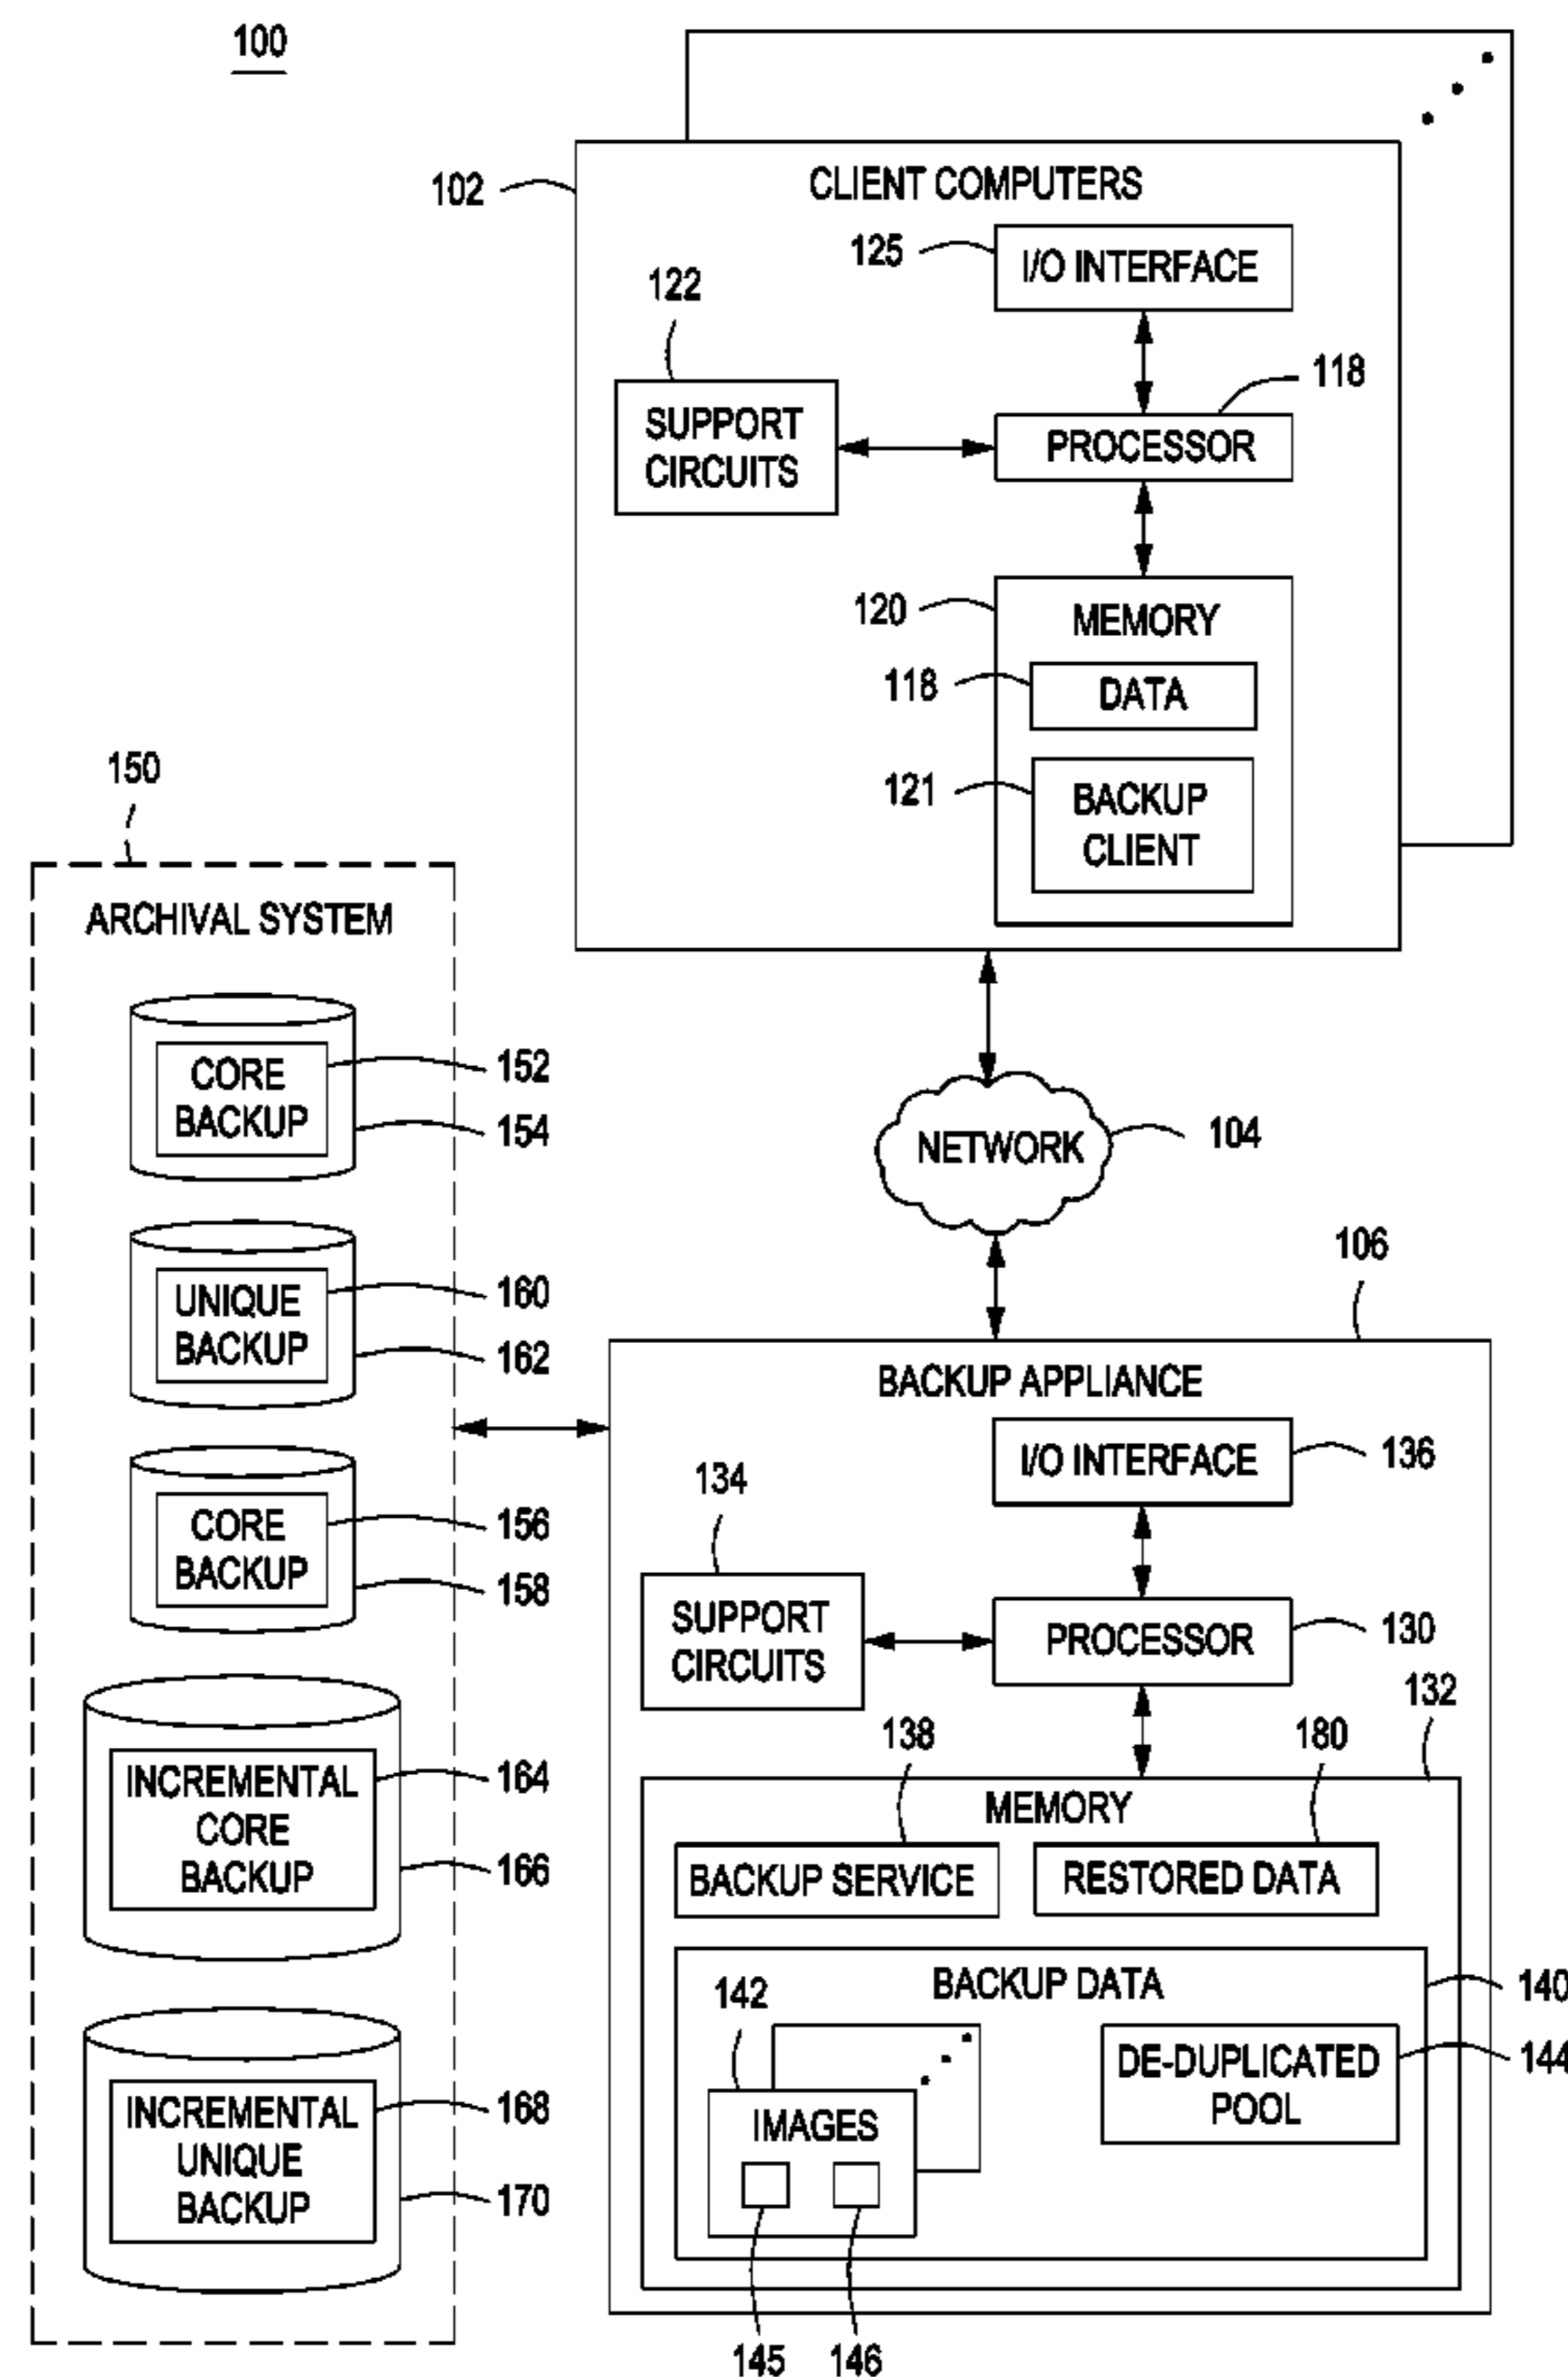 100
102
CLIENT COMPUTERS
125
I/O INTERFACE
122
SUPPORT
CIRCUITS
118
PROCESSOR
120
MEMORY
118
DATA
121
BACKUP
CLIENT
150
ARCHIVAL SYSTEM
CORE
BACKUP
152
154
UNIQUE
BACKUP
160
162
CORE
BACKUP
156
158
INCREMENTAL
CORE
BACKUP
164
166
INCREMENTAL
UNIQUE
BACKUP
168
170
NETWORK
104
106
BACKUP APPLIANCE
I/O INTERFACE
136
134
SUPPORT
CIRCUITS
PROCESSOR
130
132
138
180
MEMORY
BACKUP SERVICE
RESTORED DATA
BACKUP DATA
140
142
IMAGES
DE-DUPLICATED
POOL
144
145
146